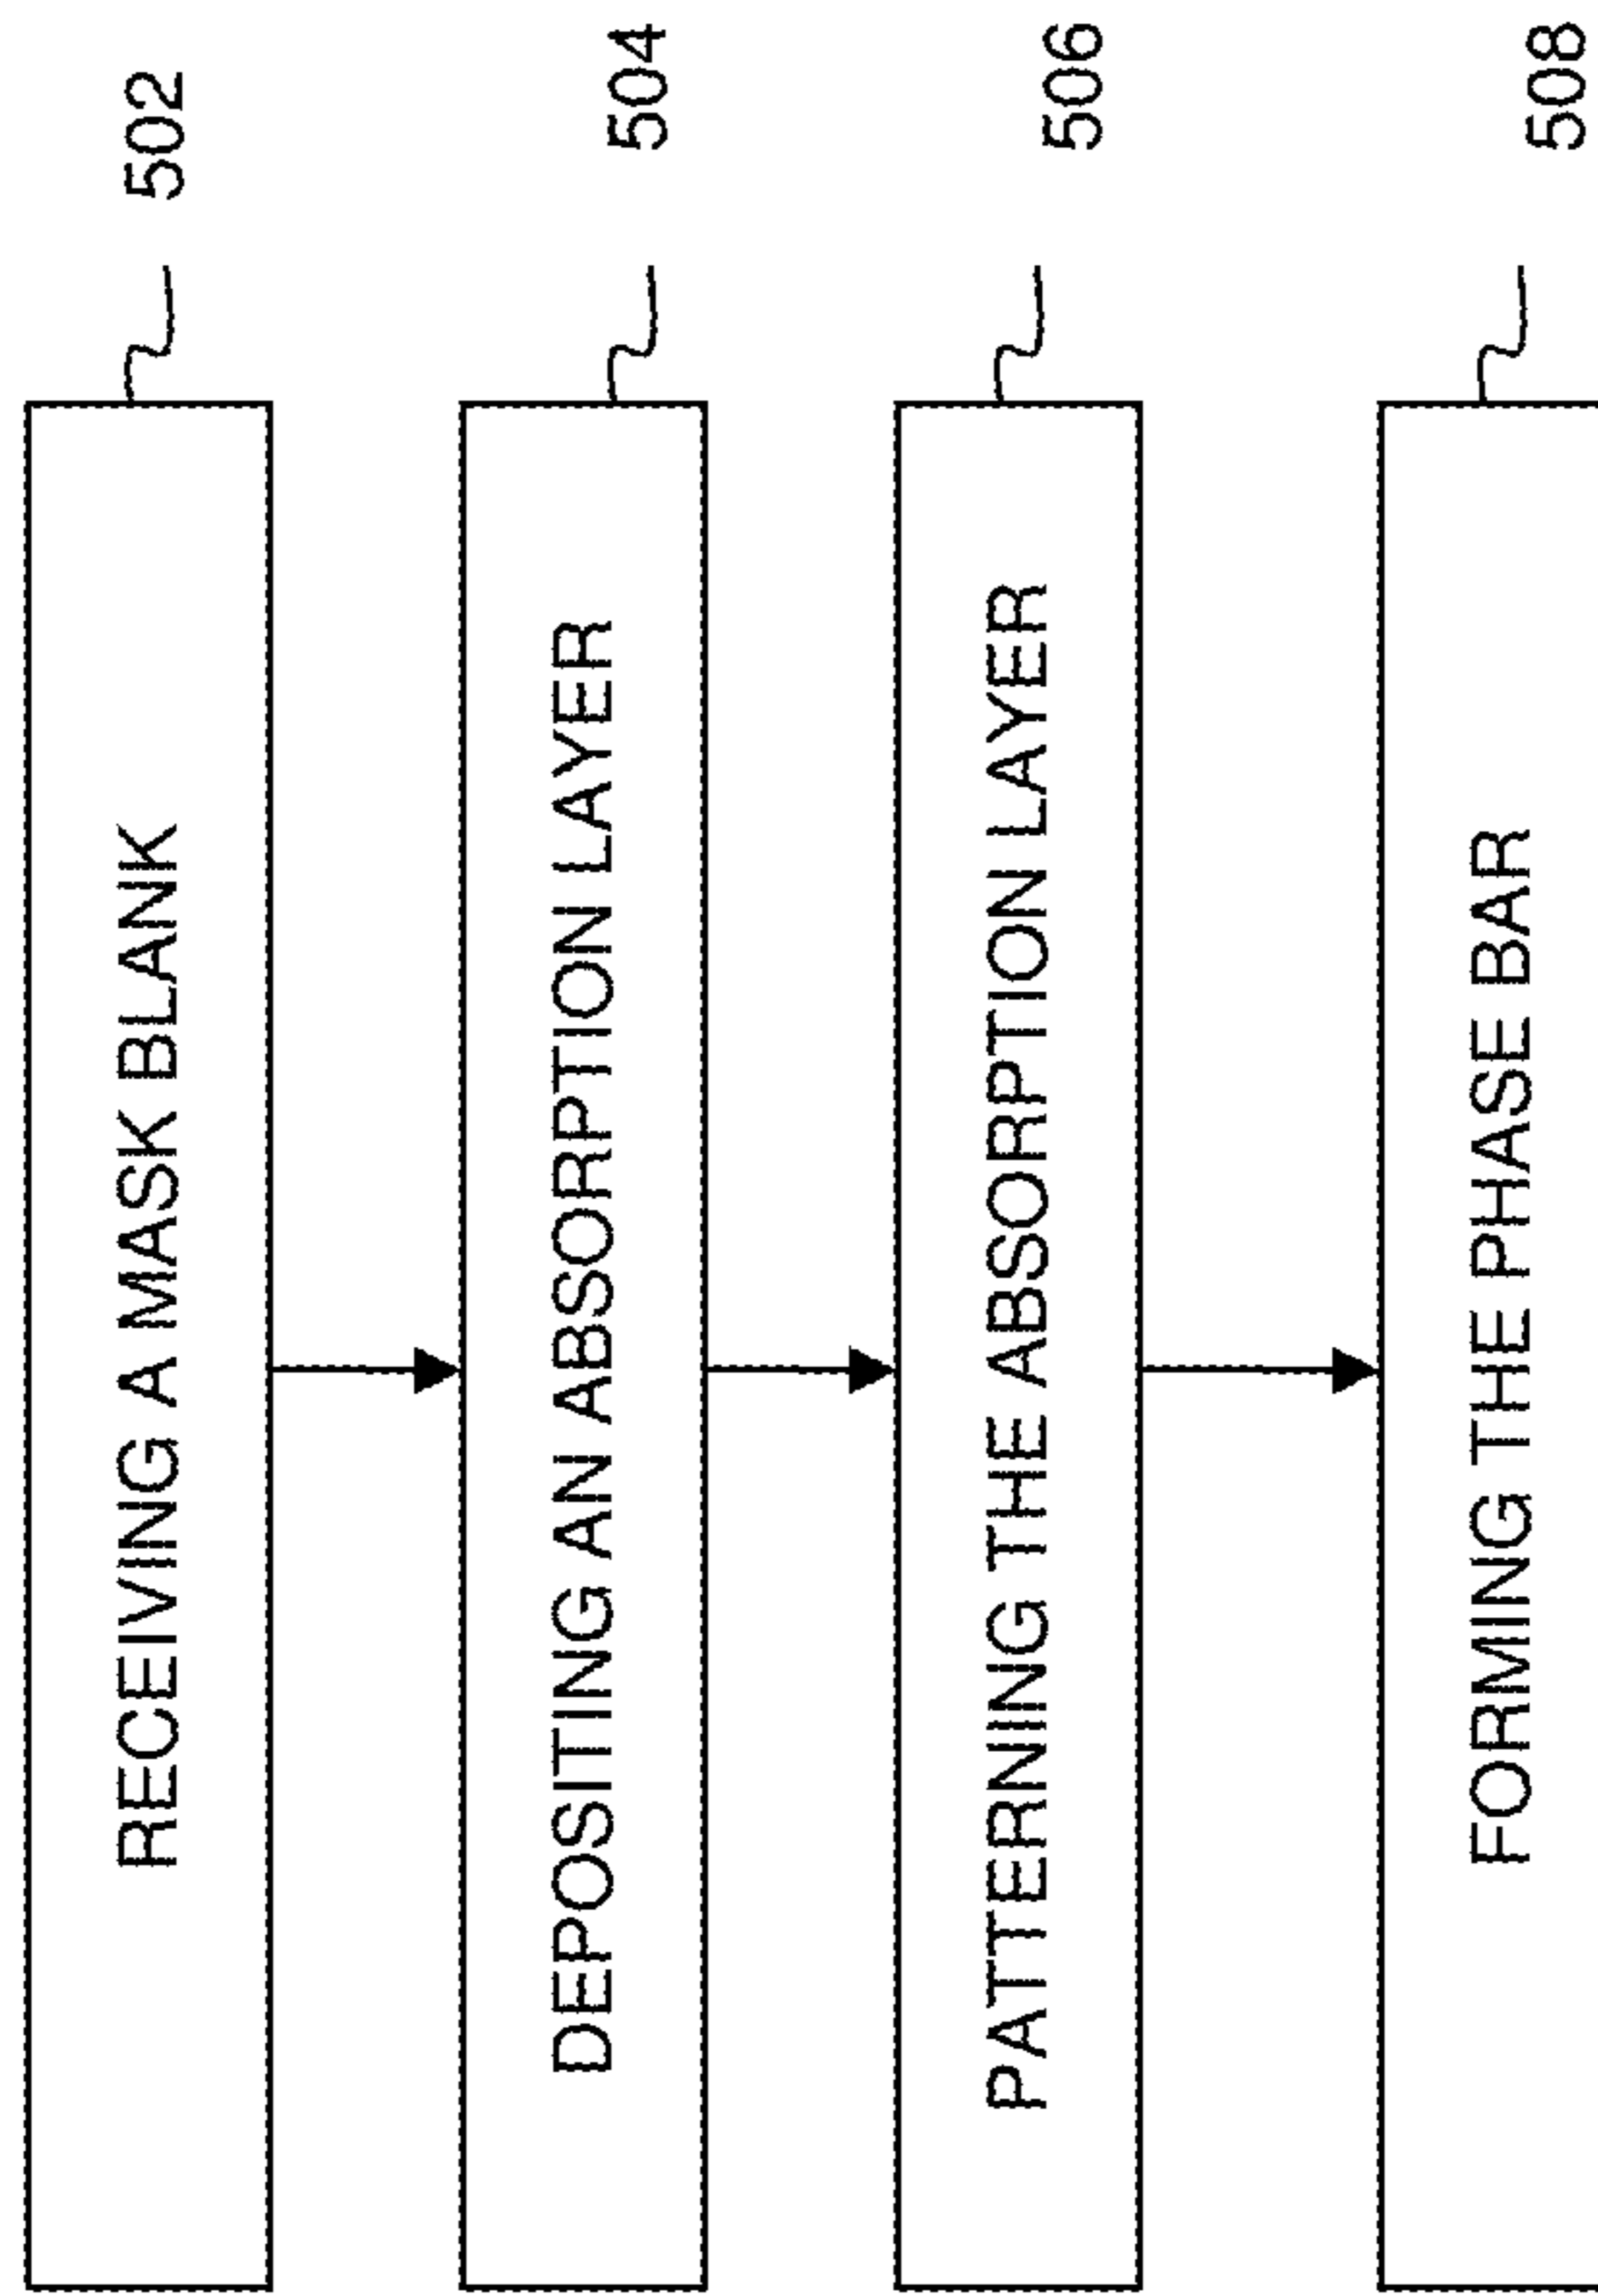 RECEIVING A MASK BLANK
502
DEPOSITING AN ABSORPTION LAYER
504
PATTERNING THE ABSORPTION LAYER
506
FORMING THE PHASE BAR
508